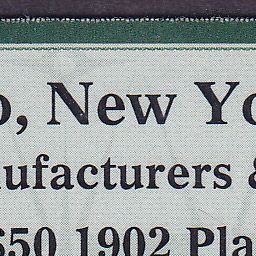 o, New Yo
ufacturers &
650 1902 Pla